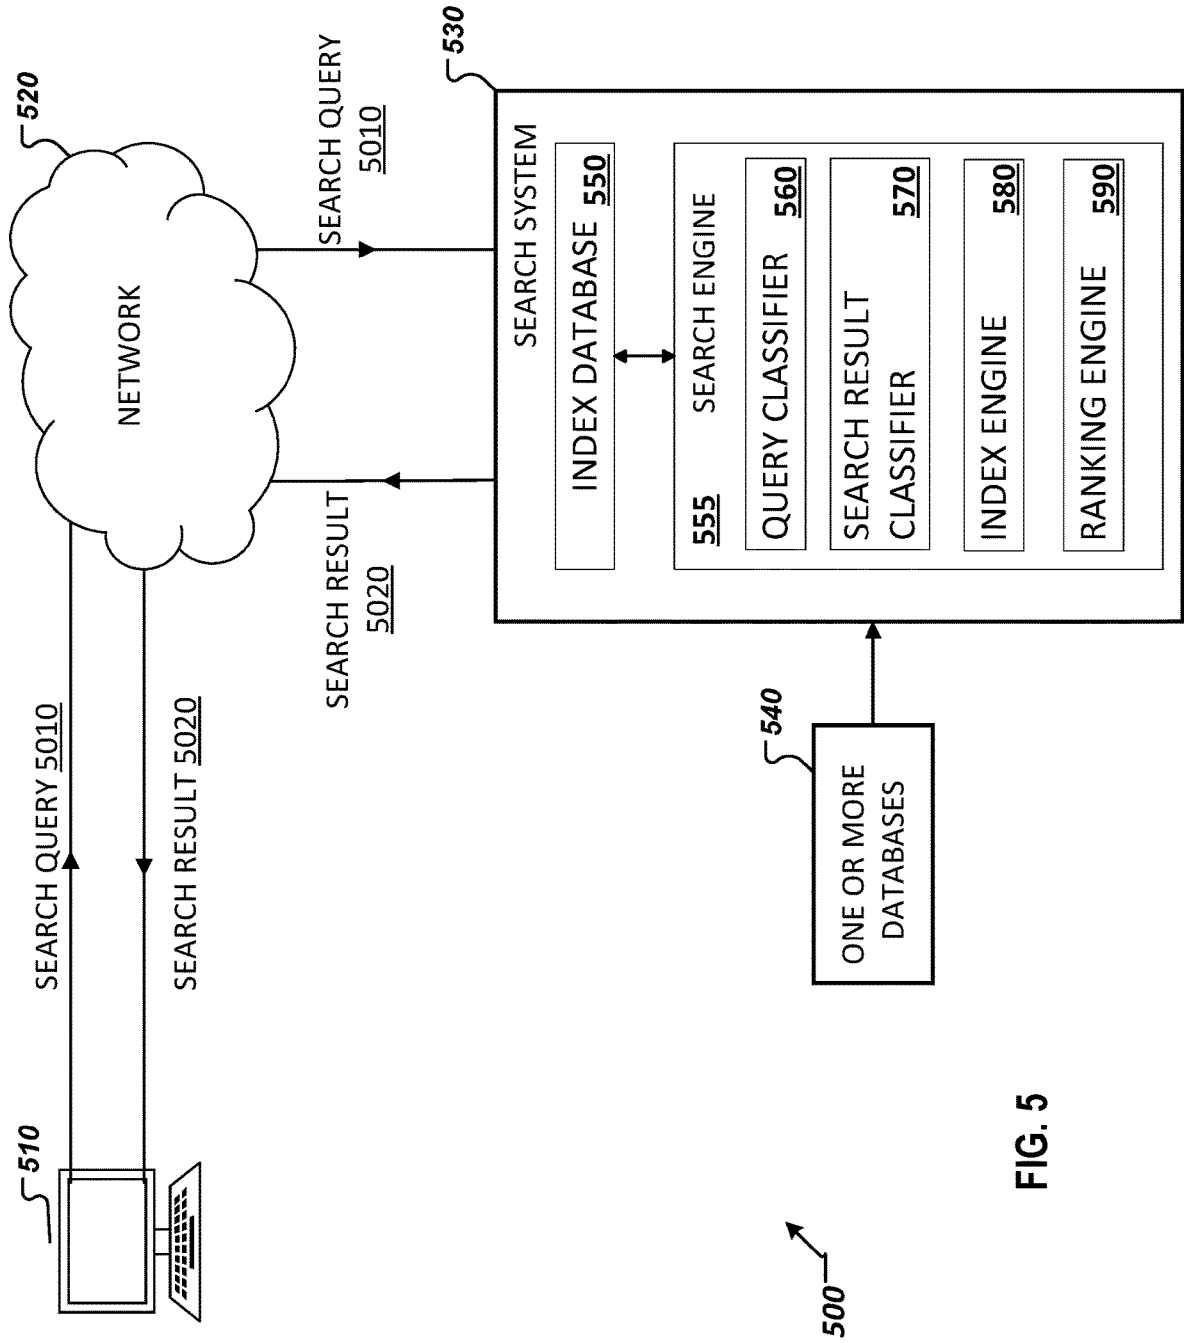 510
SEARCH QUERY 5010
SEARCH RESULT 5020
520
NETWORK
SEARCH QUERY
5010
SEARCH RESULT
5020
530
SEARCH SYSTEM
INDEX DATABASE 550
555 SEARCH ENGINE
QUERY CLASSIFIER 560
SEARCH RESULT 570
CLASSIFIER
INDEX ENGINE 580
RANKING ENGINE 590
540
ONE OR MORE
DATABASES
500
FIG. 5